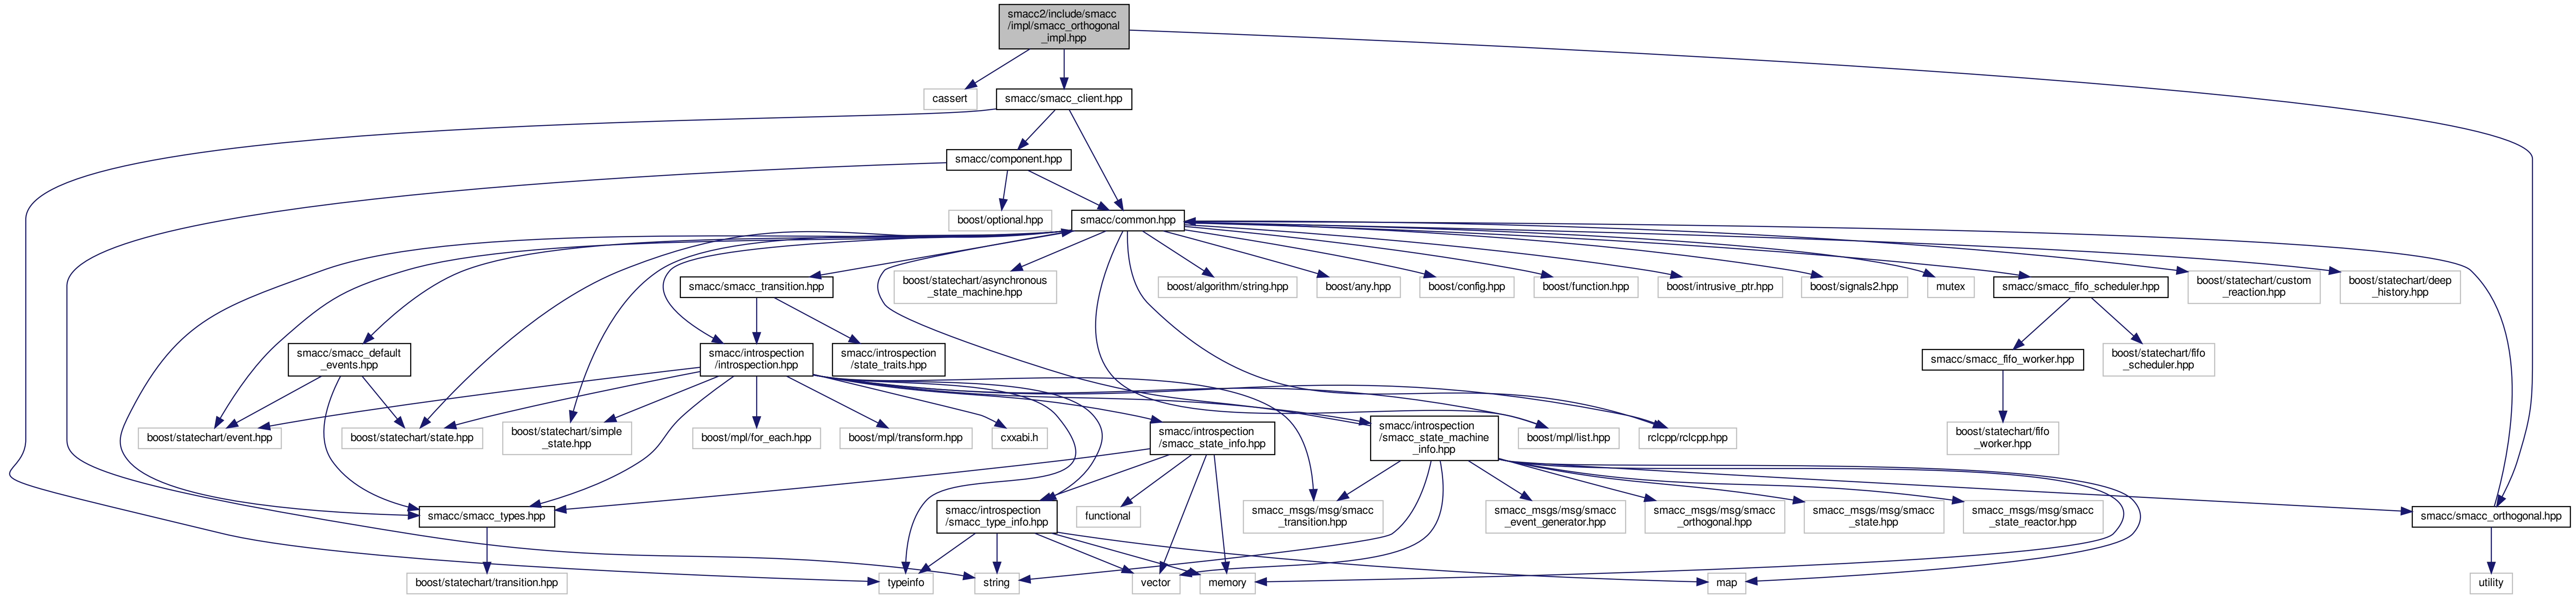 smacc2/include/smacc
/impl/smacc_orthogonal
_impl.hpp
cassert
smacc/smacc_client.hpp
smacc/component.hpp
boost/optional.hpp
smacc/common.hpp
smacc/smacc_transition.hpp
boost/statechart/asynchronous
_state_machine.hpp
boost/algorithm/string.hpp
boost/any.hpp
boost/config.hpp
boost/function.hpp
boost/intrusive_ptr.hpp
boost/signals2.hpp
mutex
smacc/smacc_fifo_scheduler.hpp
boost/statechart/custom
_reaction.hpp
boost/statechart/deep
_history.hpp
smacc/smacc_default
_events.hpp
smacc/introspection
/introspection.hpp
smacc/introspection
/state_traits.hpp
smacc/smacc_fifo_worker.hpp
boost/statechart/fifo
_scheduler.hpp
boost/statechart/event.hpp
boost/statechart/state.hpp
boost/statechart/simple
_state.hpp
boost/mpl/for_each.hpp
boost/mpl/transform.hpp
cxxabi.h
smacc/introspection
/smacc_state_info.hpp
smacc/introspection
/smacc_state_machine
_info.hpp
boost/mpl/list.hpp
rclcpp/rclcpp.hpp
boost/statechart/fifo
_worker.hpp
smacc/smacc_types.hpp
smacc/introspection
/smacc_type_info.hpp
functional
smacc_msgs/msg/smacc
_transition.hpp
smacc_msgs/msg/smacc
_event_generator.hpp
smacc_msgs/msg/smacc
_orthogonal.hpp
smacc_msgs/msg/smacc
_state.hpp
smacc_msgs/msg/smacc
_state_reactor.hpp
smacc/smacc_orthogonal.hpp
boost/statechart/transition.hpp
typeinfo
string
vector
memory
map
utility